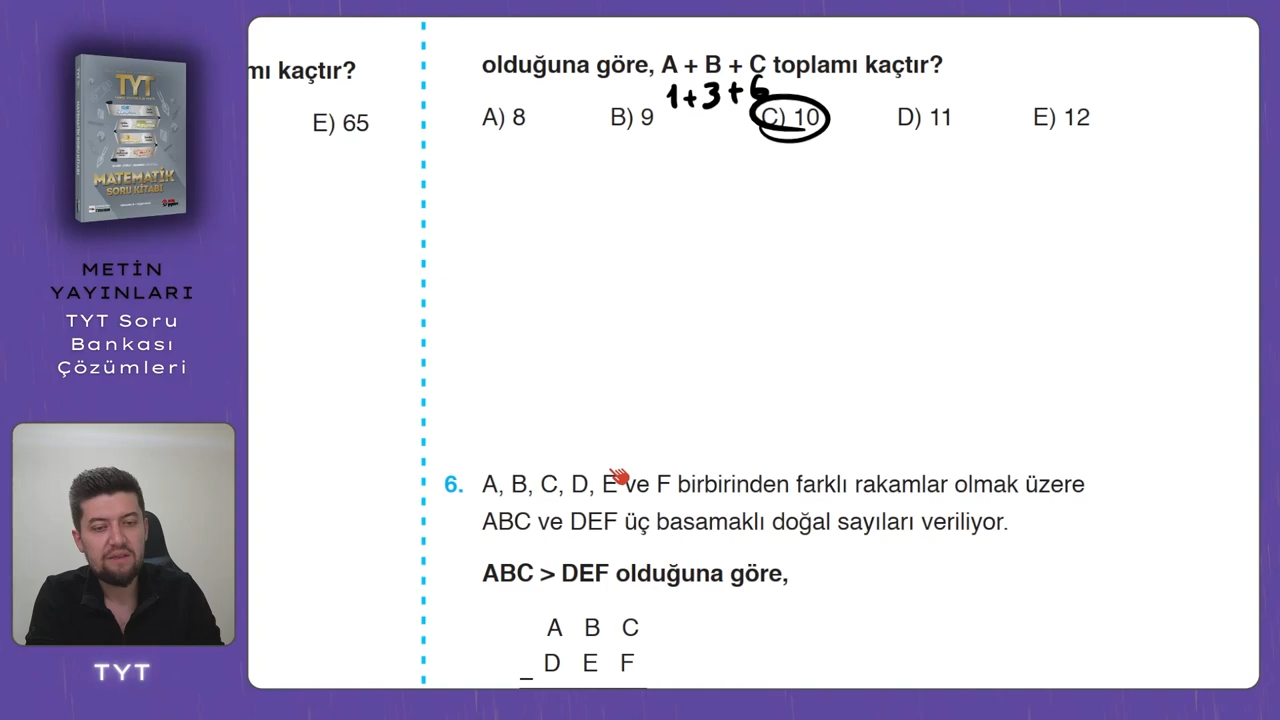 TYT
MATEMATİK
SORU KİTABI
METİN
YAYINLARI
TYT Soru
Bankası
Çözümleri
TYT
mı kaçtır?
E) 65
olduğuna göre, A + B + C toplamı kaçtır?
1+3+6
A) 8 B) 9 C) 10 D) 11 E) 12
6. A, B, C, D, E ve F birbirinden farklı rakamlar olmak üzere
ABC ve DEF üç basamaklı doğal sayıları veriliyor.
ABC > DEF olduğuna göre,
A B C
D E F
_